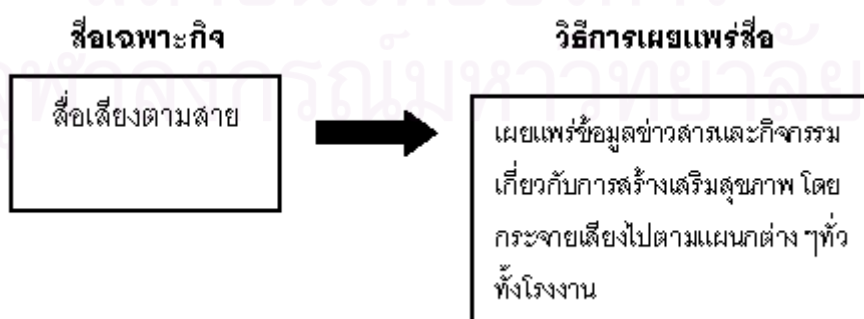 สื่อเฉพาะกิจ
วิธีการเผยแพร่สื่อ
สื่อเสียงตามสาย
เผยแพร่ข้อมูลข่าวสารและกิจกรรม
เกี่ยวกับการสร้างเสริมสุขภาพ โดย
กระจายเสียงไปตามแผนกต่าง ๆทั่ว
ทั้งโรงงาน